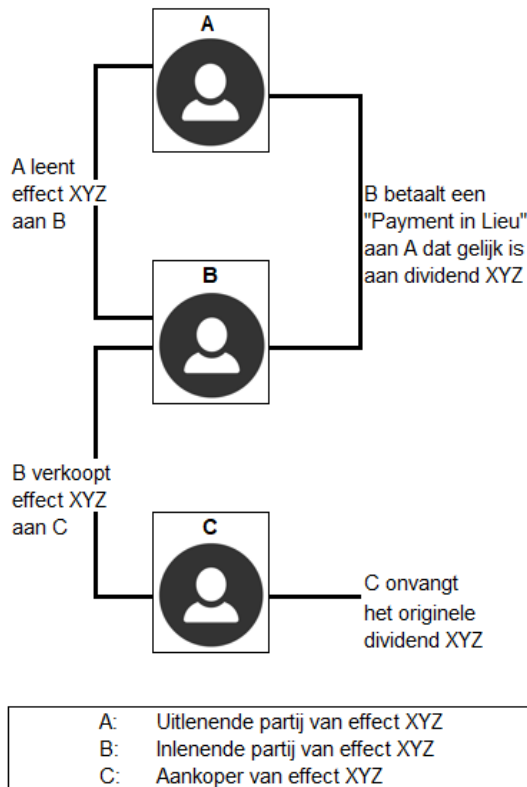 A
A leent
effect XYZ
aan B
B betaalt een
"Payment in Lieu"
aan A dat gelijk is
aan dividend XYZ
B
B verkoopt
effect XYZ
aan C
C
C onvangt
het originele
dividend XYZ
A: Uitlenende partij van effect XYZ
B: Inlenende partij van effect XYZ
C: Aankoper van effect XYZ